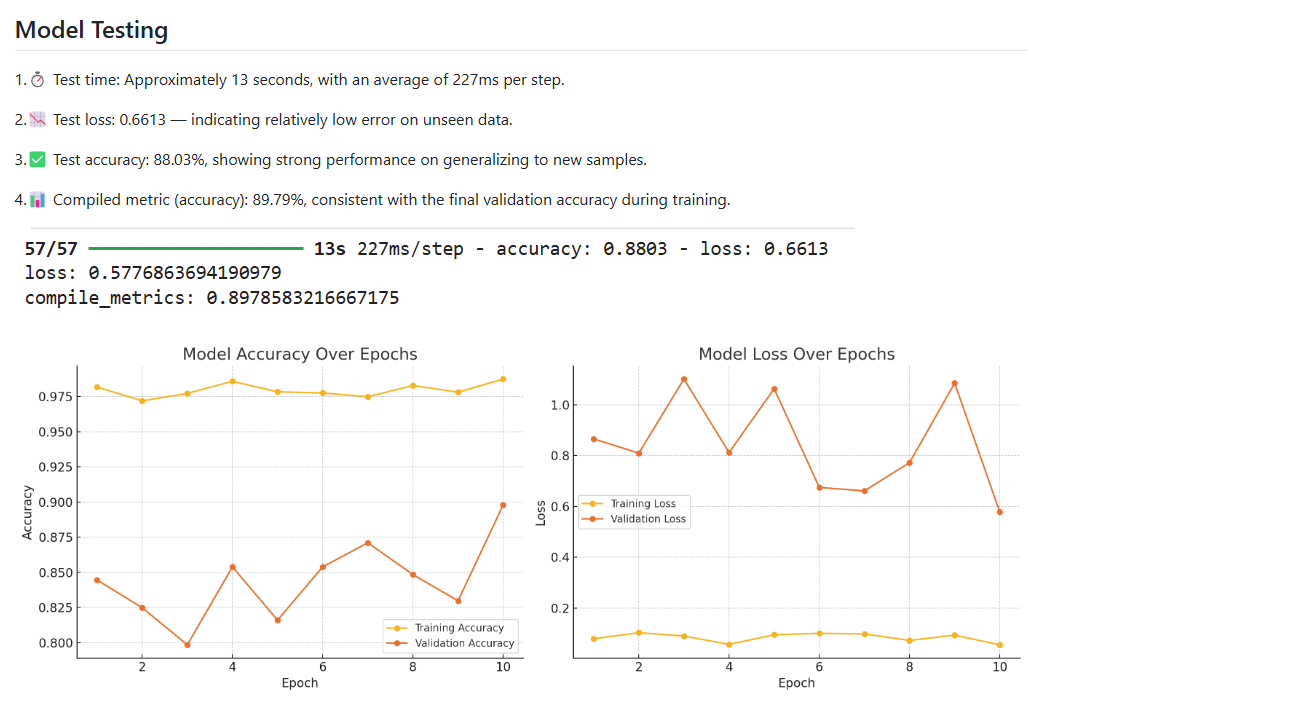 Model Testing
1.⏱️ Test time: Approximately 13 seconds, with an average of 227ms per step.
2.📉 Test loss: 0.6613 — indicating relatively low error on unseen data.
3.✅ Test accuracy: 88.03%, showing strong performance on generalizing to new samples.
4.📊 Compiled metric (accuracy): 89.79%, consistent with the final validation accuracy during training.
57/57 ━━━━━━━━━━━━━━━━━━━━ 13s 227ms/step - accuracy: 0.8803 - loss: 0.6613
loss: 0.5776863694190979
compile_metrics: 0.8978583216667175
Model Accuracy Over Epochs
0.975
0.950
0.925
0.900
0.875
0.850
0.825
0.800
Accuracy
Training Accuracy
Validation Accuracy
2 4 6 8 10
Epoch
Model Loss Over Epochs
1.0
0.8
0.6
0.4
0.2
Loss
Training Loss
Validation Loss
2 4 6 8 10
Epoch